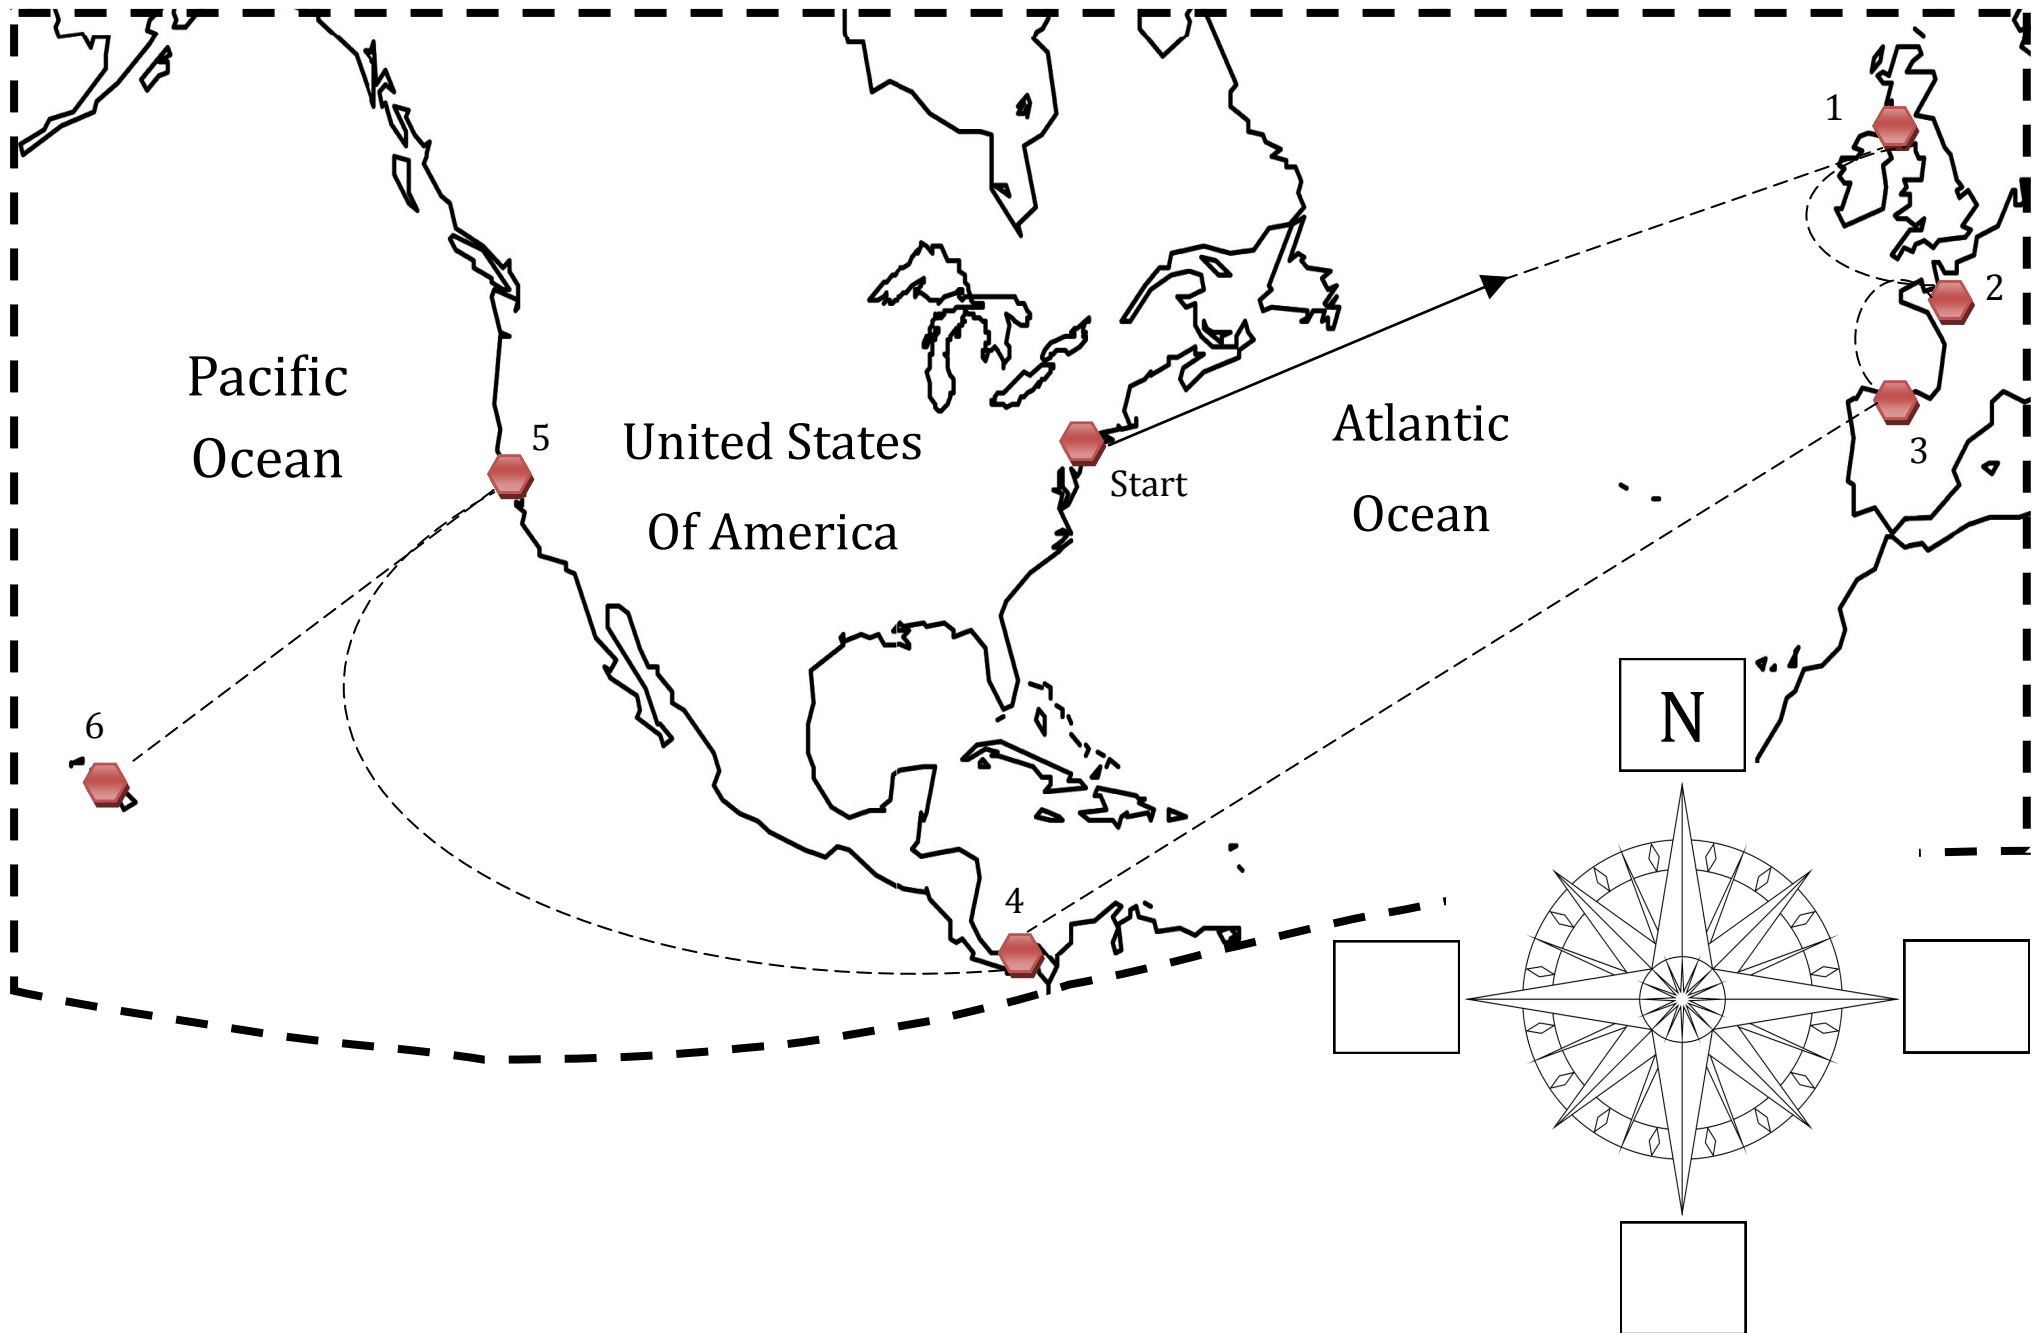 1
2
Pacific
Ocean
5
United States
Of America
Atlantic
Ocean
3
Start
6
N
4